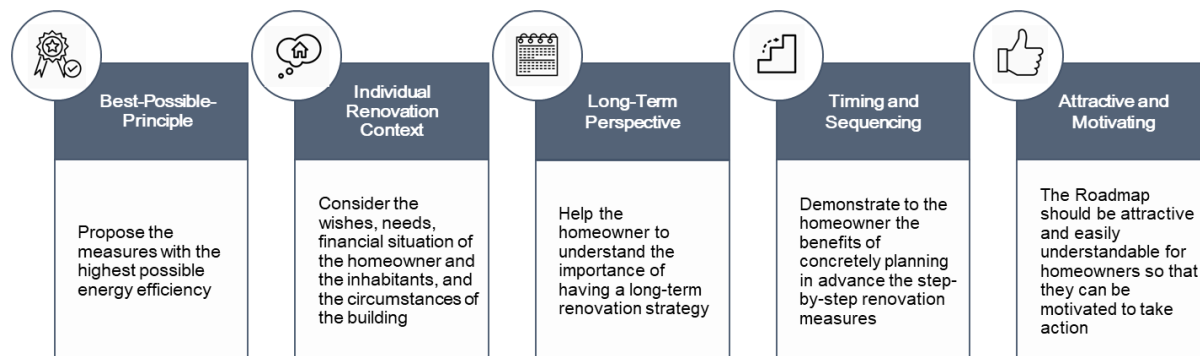 Best-Possible-
Principle
Individual
Renovation
Context
Long-Term
Perspective
Timing and
Sequencing
Attractive and
Motivating
Propose the
measures with the
highest possible
energy efficiency
Consider the
wishes, needs,
financial situation of
the homeowner and
the inhabitants, and
the circumstances of
the building
Help the
homeowner to
understand the
importance of
having a long-term
renovation strategy
Demonstrate to the
homeowner the
benefits of
concretely planning
in advance the step-
by-step renovation
measures
The Roadmap
should be attractive
and easily
understandable for
homeowners so that
they can be
motivated to take
action